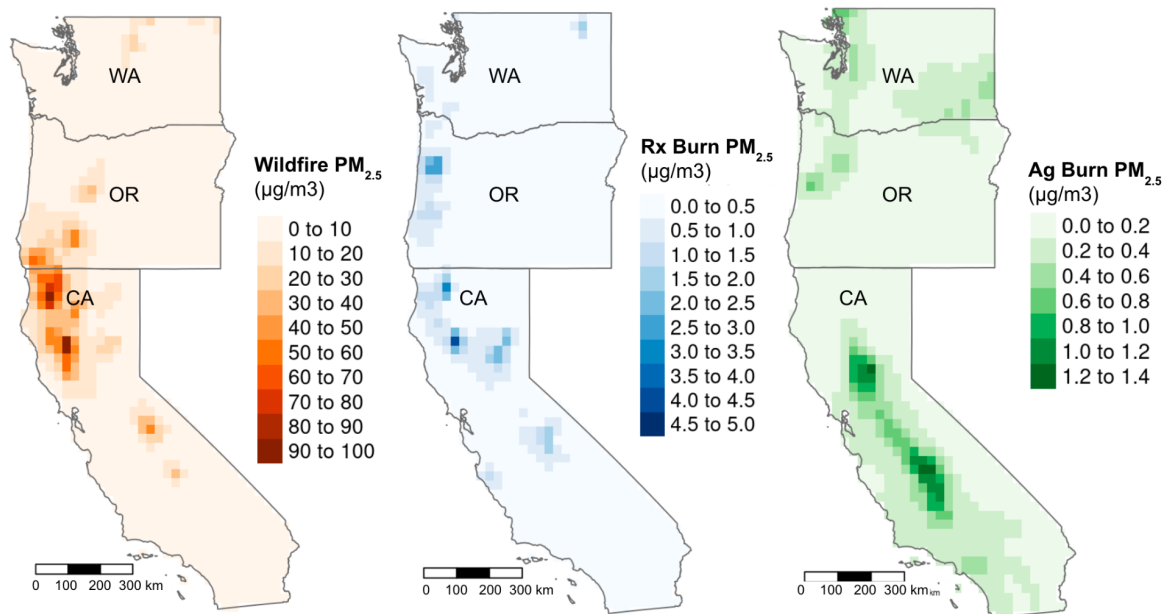 WA
OR
CA
Wildfire PM2.5
(µg/m3)
0 to 10
10 to 20
20 to 30
30 to 40
40 to 50
50 to 60
60 to 70
70 to 80
80 to 90
90 to 100
0 100 200 300 km
WA
OR
CA
Rx Burn PM2.5
(µg/m3)
0.0 to 0.5
0.5 to 1.0
1.0 to 1.5
1.5 to 2.0
2.0 to 2.5
2.5 to 3.0
3.0 to 3.5
3.5 to 4.0
4.0 to 4.5
4.5 to 5.0
0 100 200 300 km
WA
OR
CA
Ag Burn PM2.5
(µg/m3)
0.0 to 0.2
0.2 to 0.4
0.4 to 0.6
0.6 to 0.8
0.8 to 1.0
1.0 to 1.2
1.2 to 1.4
0 100 200 300 km km